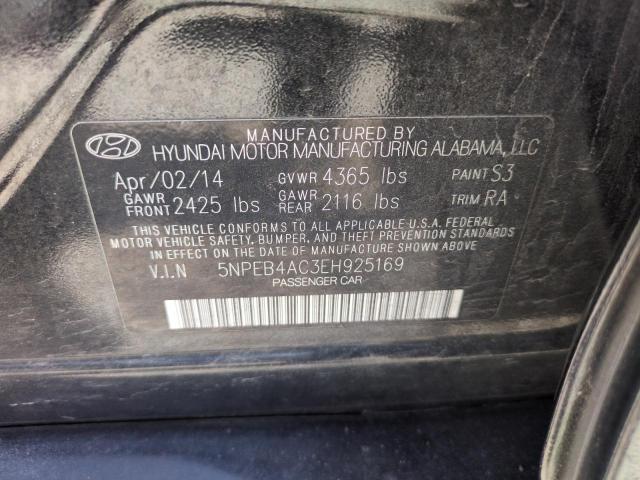 MANUFACTURED BY
HYUNDAI MOTOR MANUFACTURING ALABAMA, LLC
Apr/02/14 GVWR 4365 lbs PAINT S3
GAWR FRONT 2425 lbs GAWR REAR 2116 lbs TRIM RA
THIS VEHICLE CONFORMS TO ALL APPLICABLE U.S.A. FEDERAL
MOTOR VEHICLE SAFETY, BUMPER, AND THEFT PREVENTION STANDARDS
IN EFFECT ON THE DATE OF MANUFACTURE SHOWN ABOVE.
V.I.N 5NPEB4AC3EH925169
PASSENGER CAR